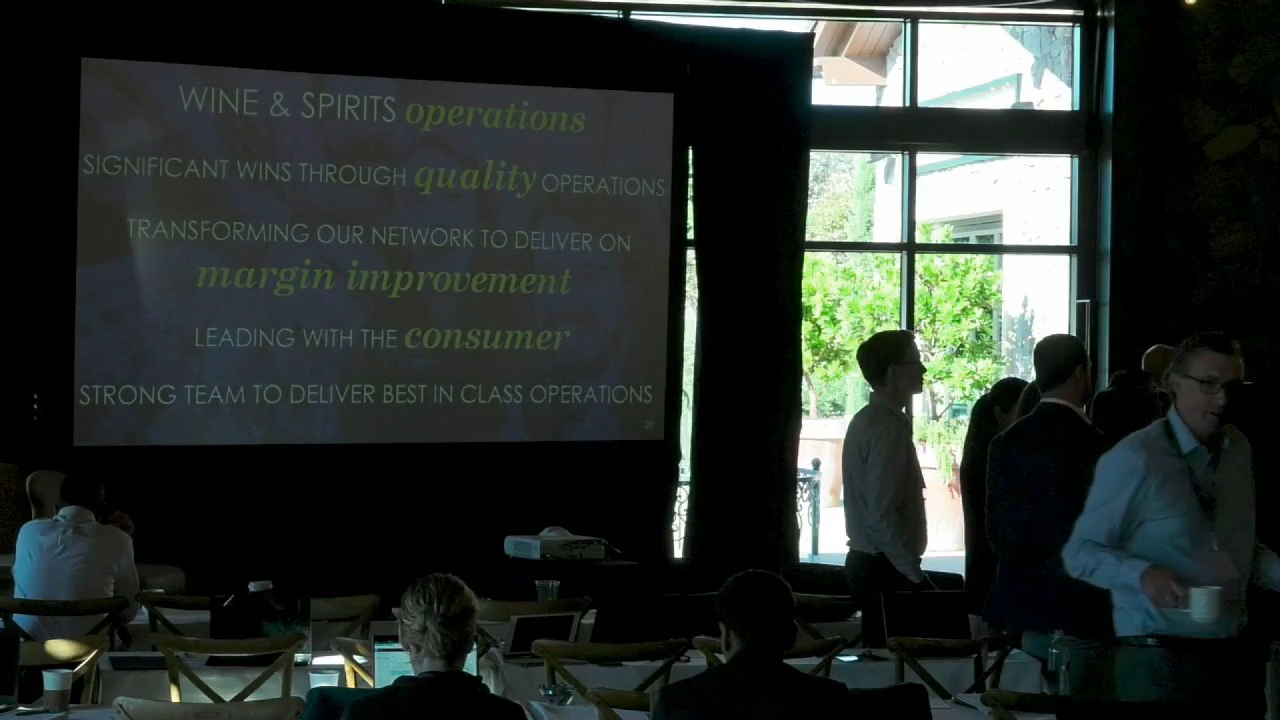 WINE & SPIRITS operations
SIGNIFICANT WINS THROUGH quality OPERATIONS
TRANSFORMING OUR NETWORK TO DELIVER ON
margin improvement
LEADING WITH THE consumer
STRONG TEAM TO DELIVER BEST IN CLASS OPERATIONS
20